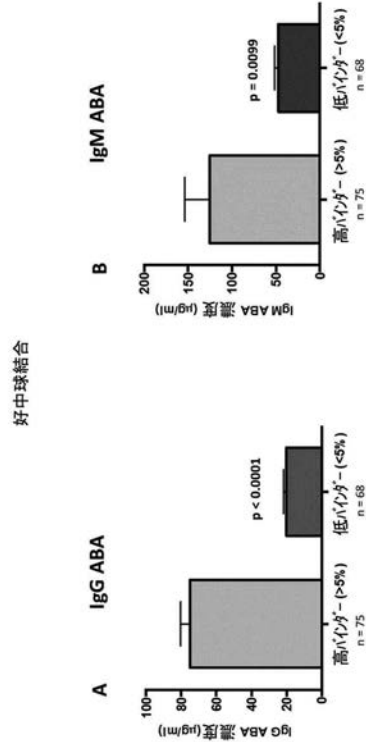 好中球結合
A
IgG ABA
IgG ABA 濃度 (μg/ml)
100
80
60
40
20
0
p < 0.0001
高バインダー (>5%)
n = 75
低バインダー (<5%)
n = 68
B
IgM ABA
IgM ABA 濃度 (μg/ml)
200
150
100
50
0
p = 0.0099
高バインダー (>5%)
n = 75
低バインダー (<5%)
n = 68